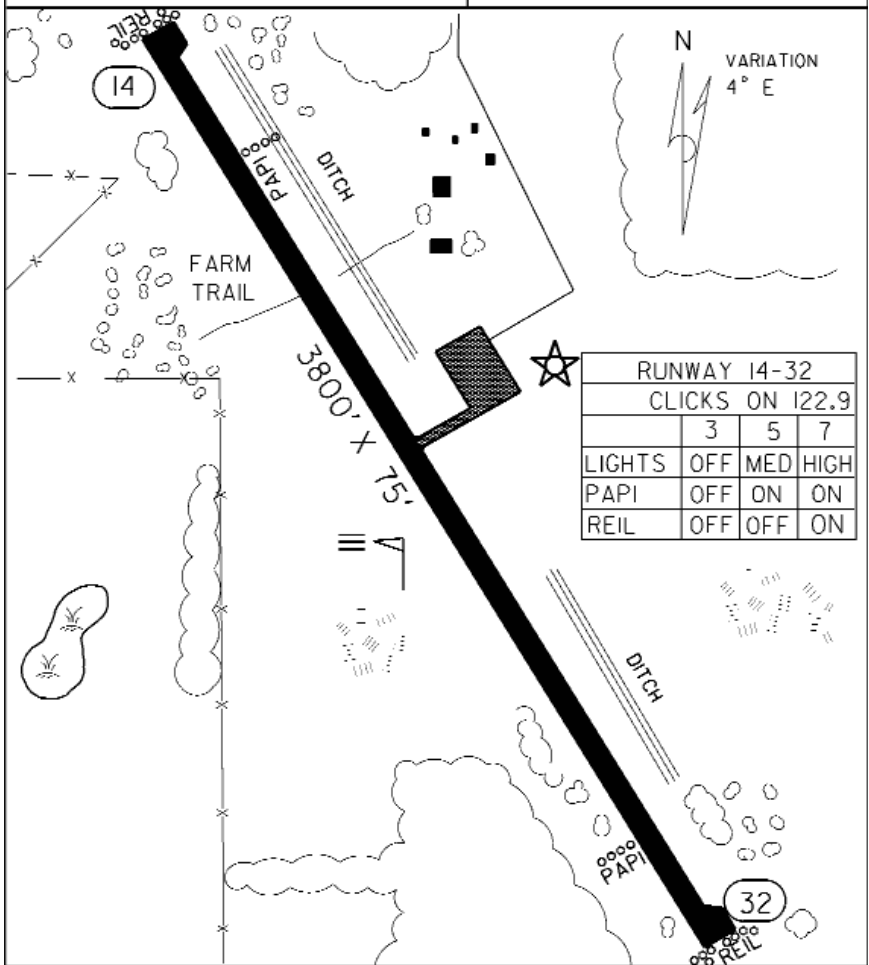 REIL
14
N
VARIATION
4° E
PAPI
DITCH
FARM
TRAIL
3800' X 75'
RUNWAY 14-32
CLICKS ON 122.9
3 5 7
LIGHTS OFF MED HIGH
PAPI OFF ON ON
REIL OFF OFF ON
DITCH
PAPI
32
REIL